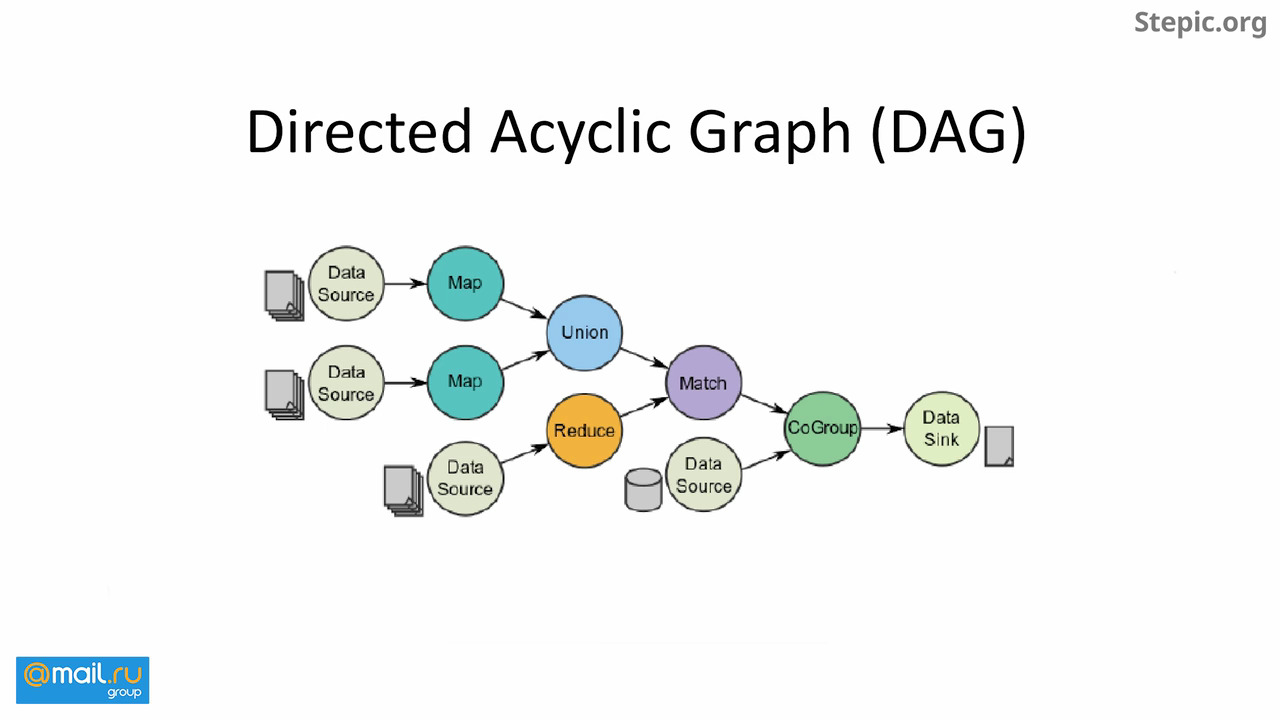 Stepic.org
Directed Acyclic Graph (DAG)
Data
Source
Map
Union
Data
Source
Map
Match
Reduce
CoGroup
Data
Sink
Data
Source
Data
Source
@mail.ru
group